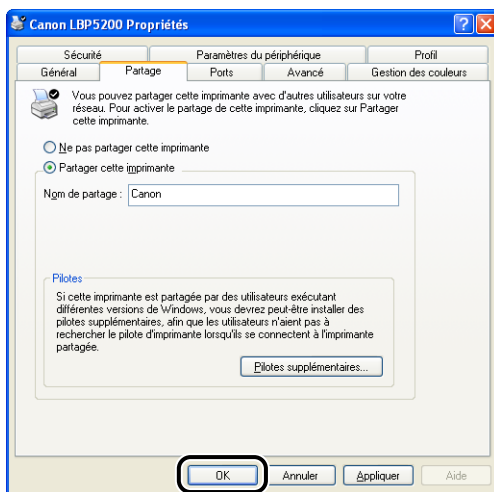 Canon LBP5200 Propriétés
Sécurité Paramètres du périphérique Profil
Général Partage Ports Avancé Gestion des couleurs
Vous pouvez partager cette imprimante avec d'autres utilisateurs sur votre
réseau. Pour activer le partage de cette imprimante, cliquez sur Partager
cette imprimante.
Ne pas partager cette imprimante
Partager cette imprimante
Nom de partage : Canon
Pilotes
Si cette imprimante est partagée par des utilisateurs exécutant
différentes versions de Windows, vous devrez peut-être installer des
pilotes supplémentaires, afin que les utilisateurs n'aient pas à
rechercher le pilote d'imprimante lorsqu'ils se connectent à l'imprimante
partagée.
Pilotes supplémentaires...
OK Annuler Appliquer Aide